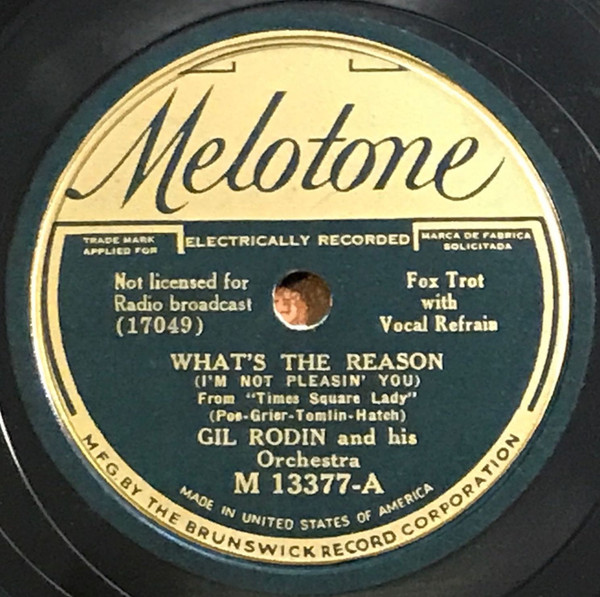 Melotone
TRADE MARK
APPLIED FOR
ELECTRICALLY RECORDED
MARCA DE FABRICA
SOLICITADA
Not licensed for
Radio broadcast
(17049)
Fox Trot
with
Vocal Refrain
WHAT'S THE REASON
(I'M NOT PLEASIN' YOU)
From "Times Square Lady"
(Poe-Grier-Tomlin-Hatch)
GIL RODIN and his
Orchestra
M 13377-A
MADE IN UNITED STATES OF AMERICA
MFG BY THE BRUNSWICK RECORD CORPORATION